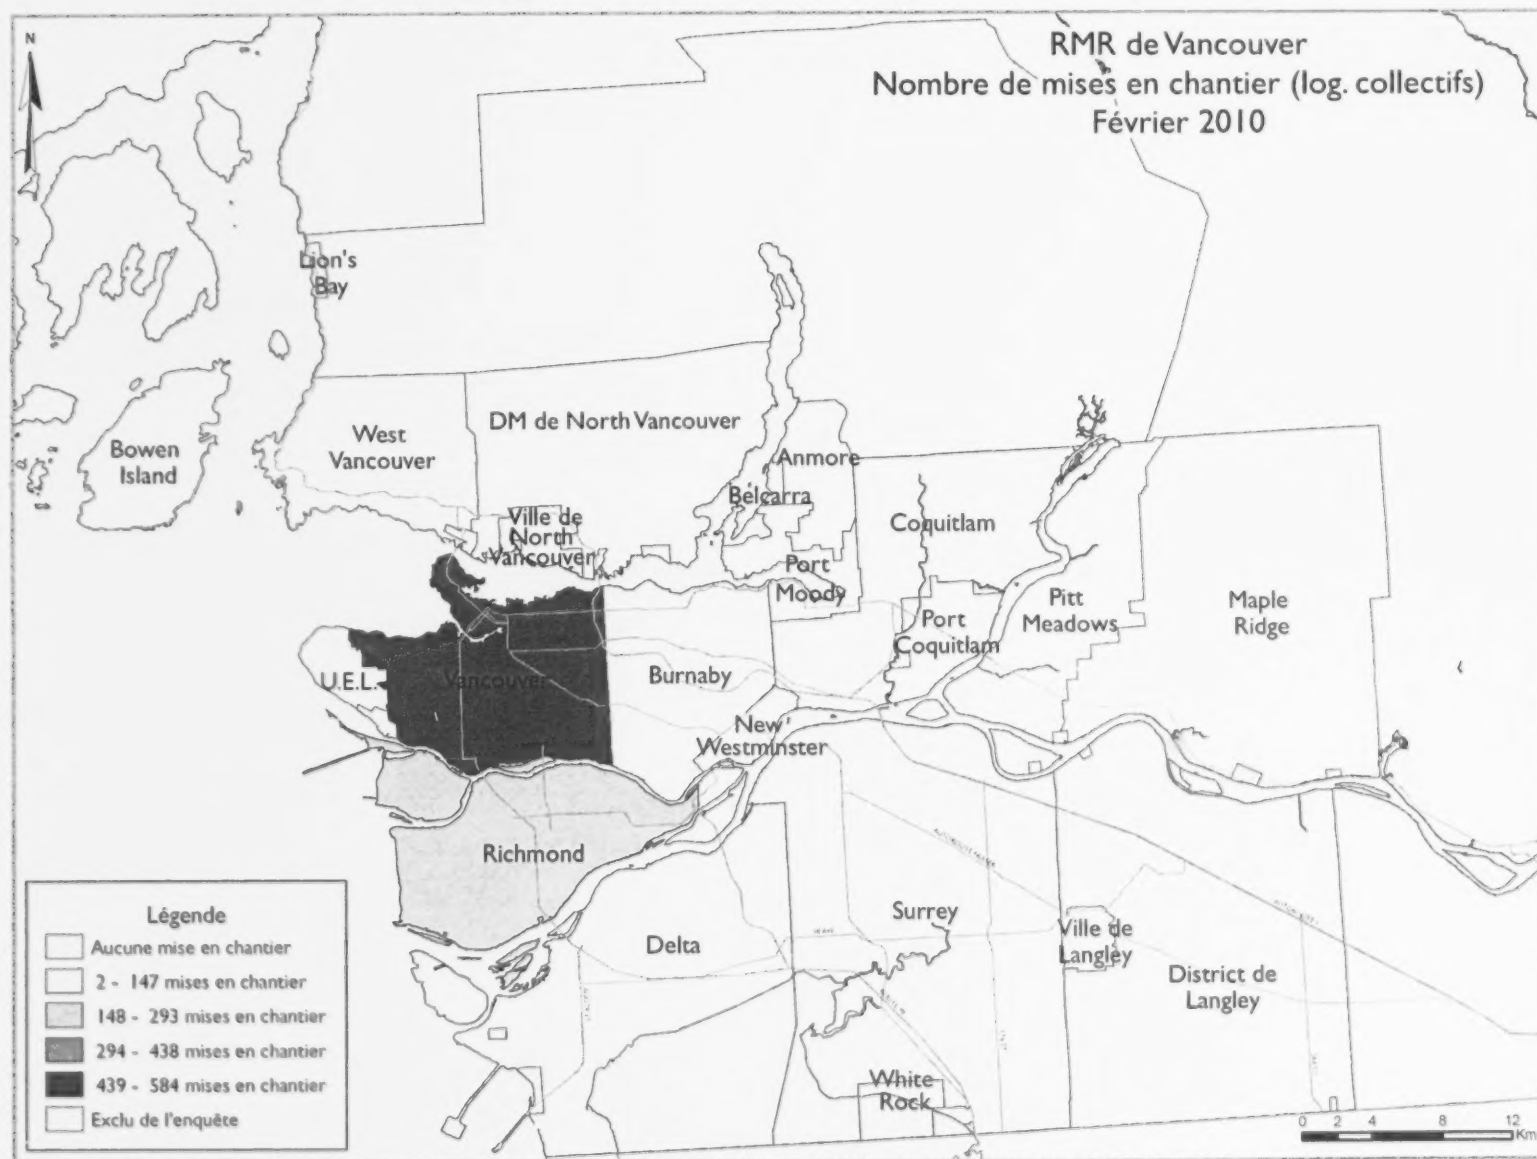 N
RMR de Vancouver
Nombre de mises en chantier (log. collectifs)
Février 2010
Lion's
Bay
DM de North Vancouver
West
Vancouver
Bowen
Island
Anmore
Belcarra
Ville de
North
Vancouver
Coquitlam
Port
Moody
Pitt
Meadows
Maple
Ridge
Port
Coquitlam
U.E.L.
Vancouver
Burnaby
New
Westminster
Richmond
Surrey
Delta
Ville de
Langley
District de
Langley
White
Rock
Légende
Aucune mise en chantier
2 - 147 mises en chantier
148 - 293 mises en chantier
294 - 438 mises en chantier
439 - 584 mises en chantier
Exclu de l'enquête
0 2 4 8 12
Km